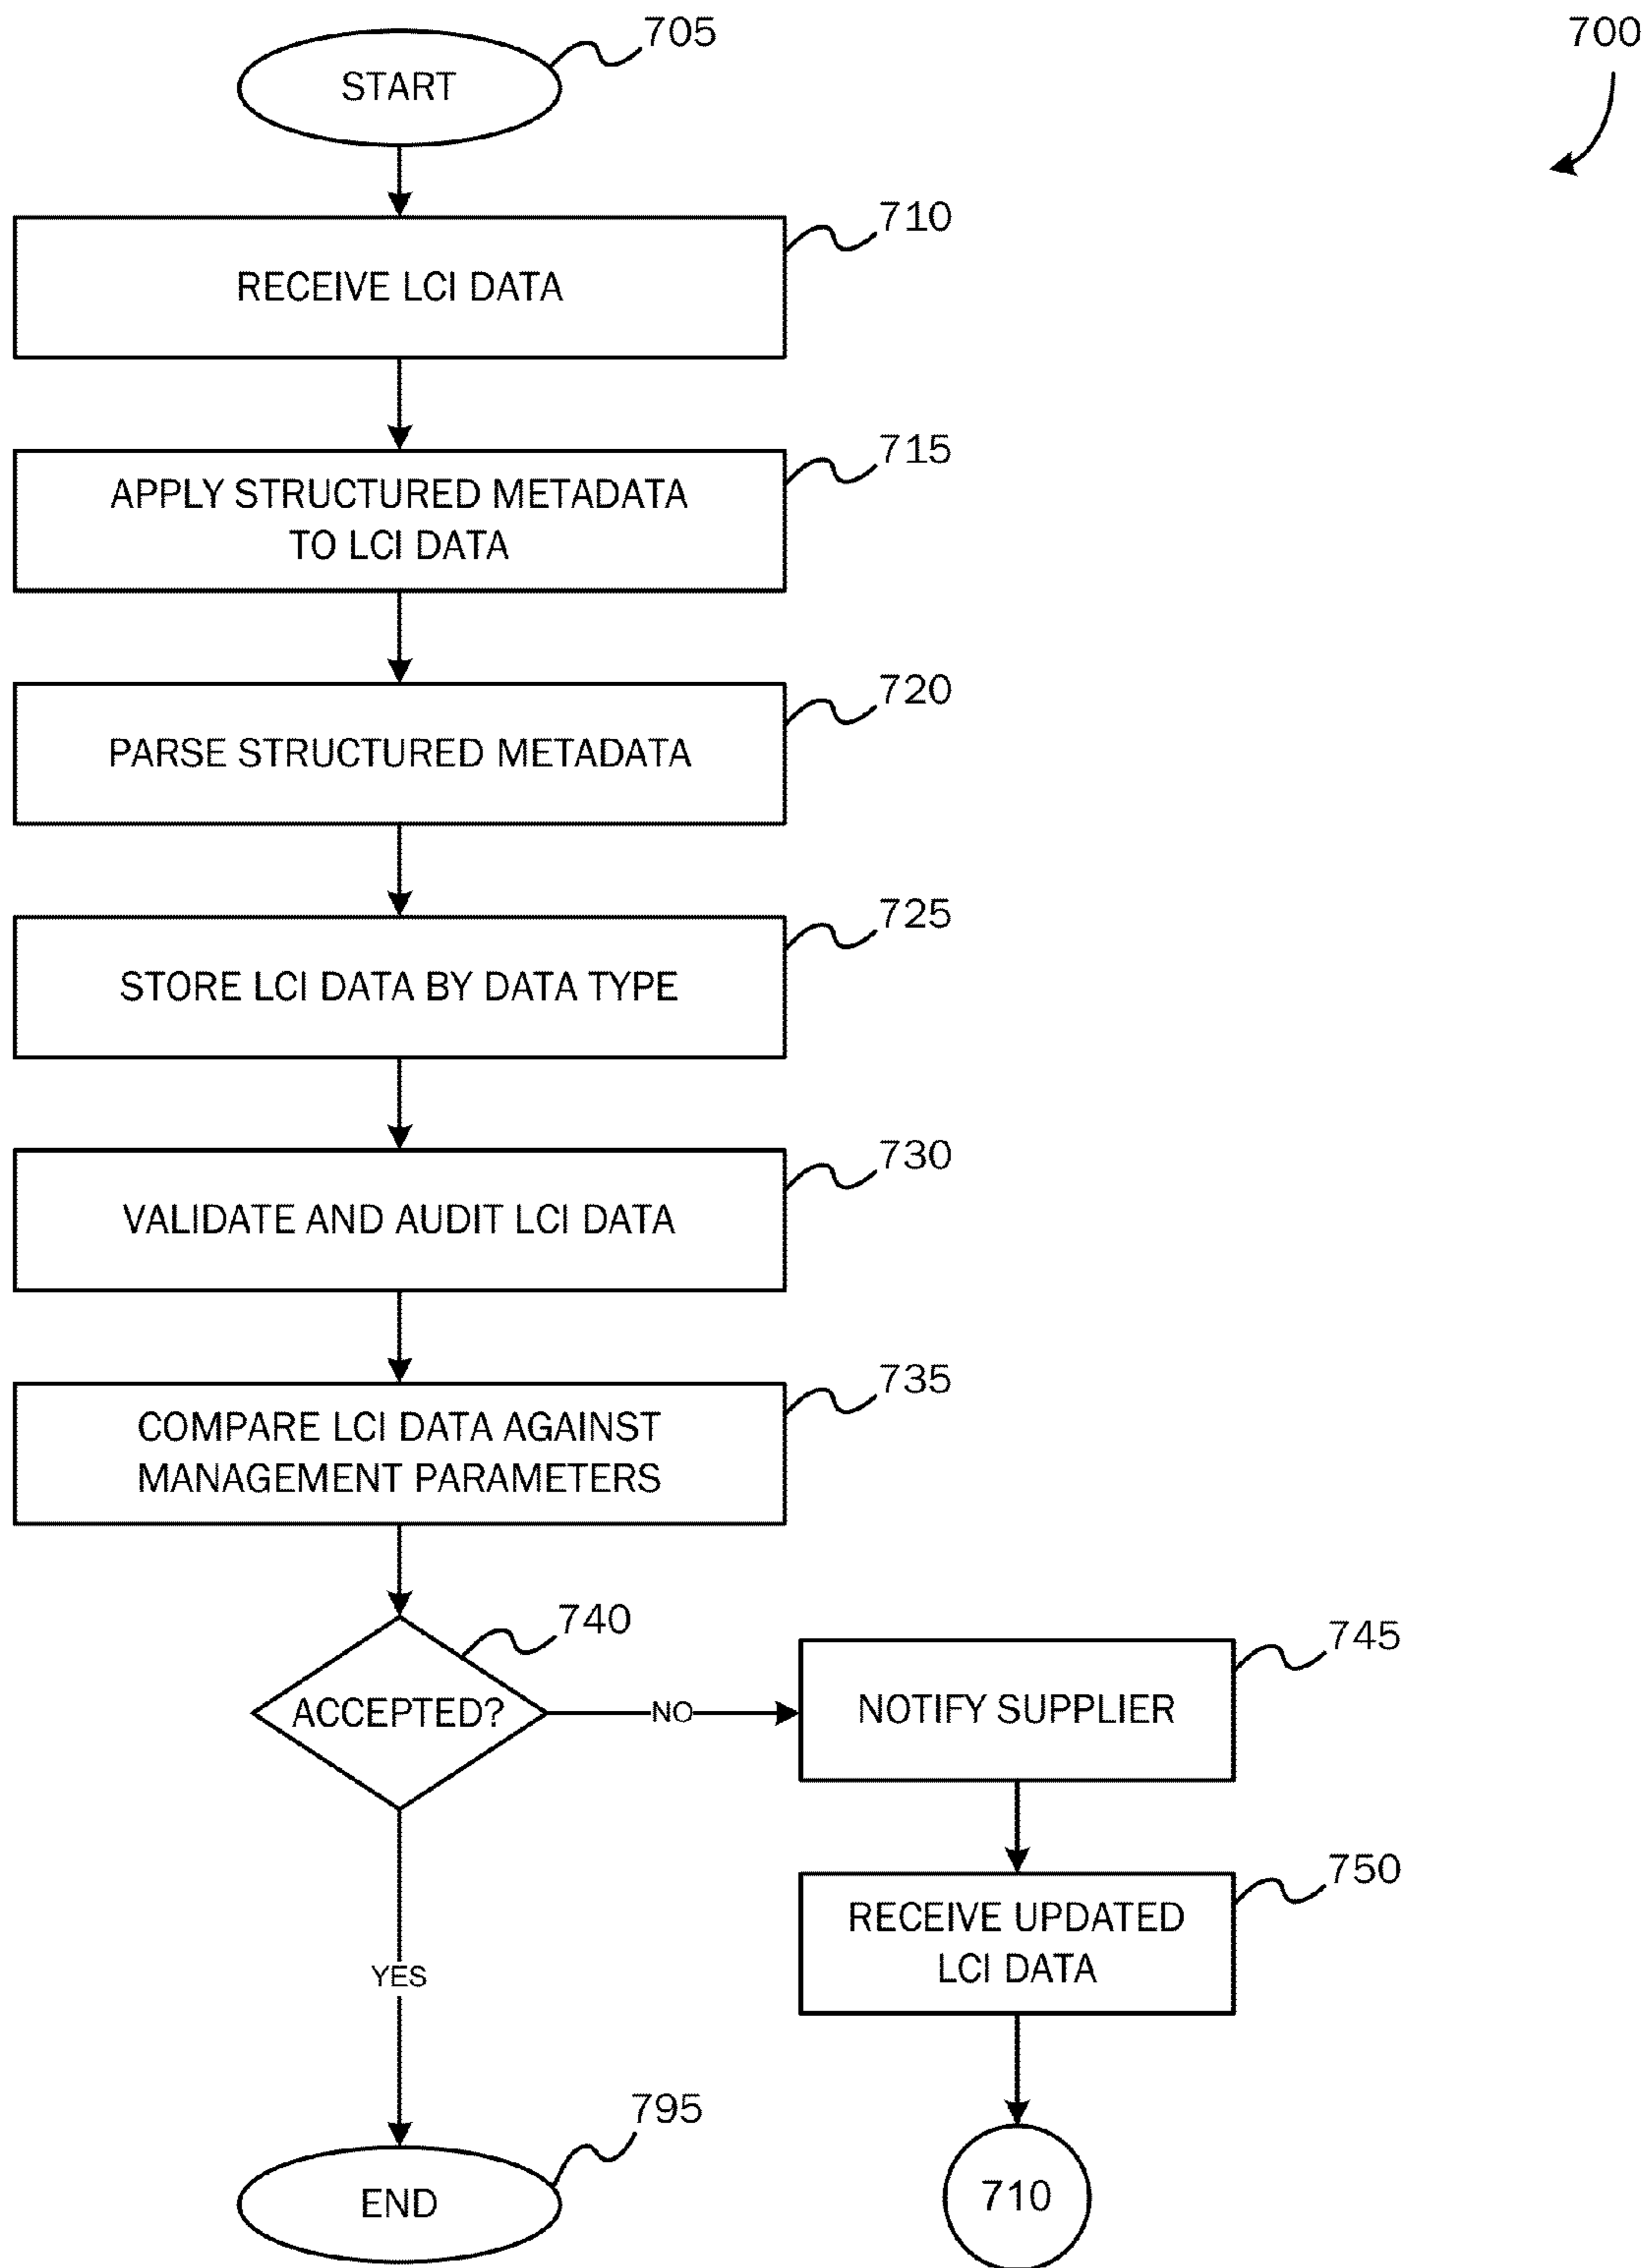 705
700
START
710
RECEIVE LCI DATA
715
APPLY STRUCTURED METADATA
TO LCI DATA
720
PARSE STRUCTURED METADATA
725
STORE LCI DATA BY DATA TYPE
730
VALIDATE AND AUDIT LCI DATA
735
COMPARE LCI DATA AGAINST
MANAGEMENT PARAMETERS
740
ACCEPTED?
NO
745
NOTIFY SUPPLIER
750
RECEIVE UPDATED
LCI DATA
YES
795
END
710